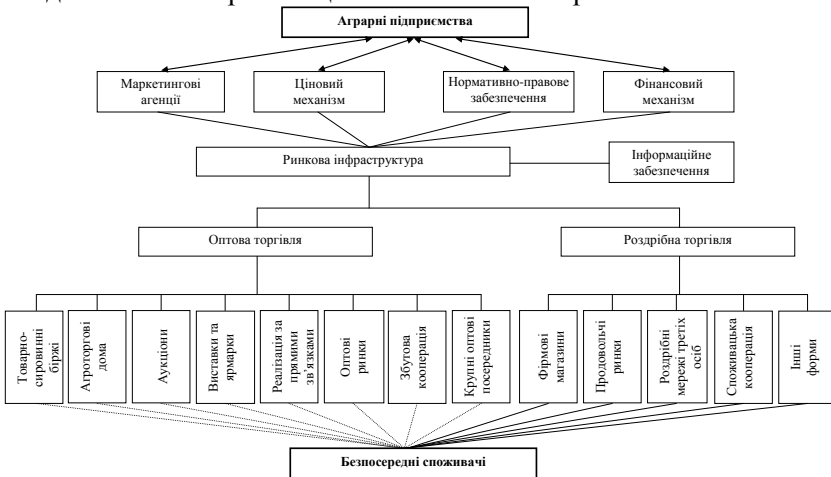 Аграрні підприємства
Маркетингові
агенції
Ціновий
механізм
Нормативно-правове
забезпечення
Фінансовий
механізм
Ринкова інфраструктура
Інформаційне
забезпечення
Оптова торгівля
Роздрібна торгівля
Товарно-
сировинні
біржі
Агроторгові
дома
Аукціони
Виставки та
ярмарки
Реалізація за
прямими
зв’язками
Оптові
ринки
Збутова
кооперація
Крупні оптові
посередники
Фірмові
магазини
Продовольчі
ринки
Роздрібні
мережі третіх
осіб
Споживацька
кооперація
Інші
форми
Безпосередні споживачі